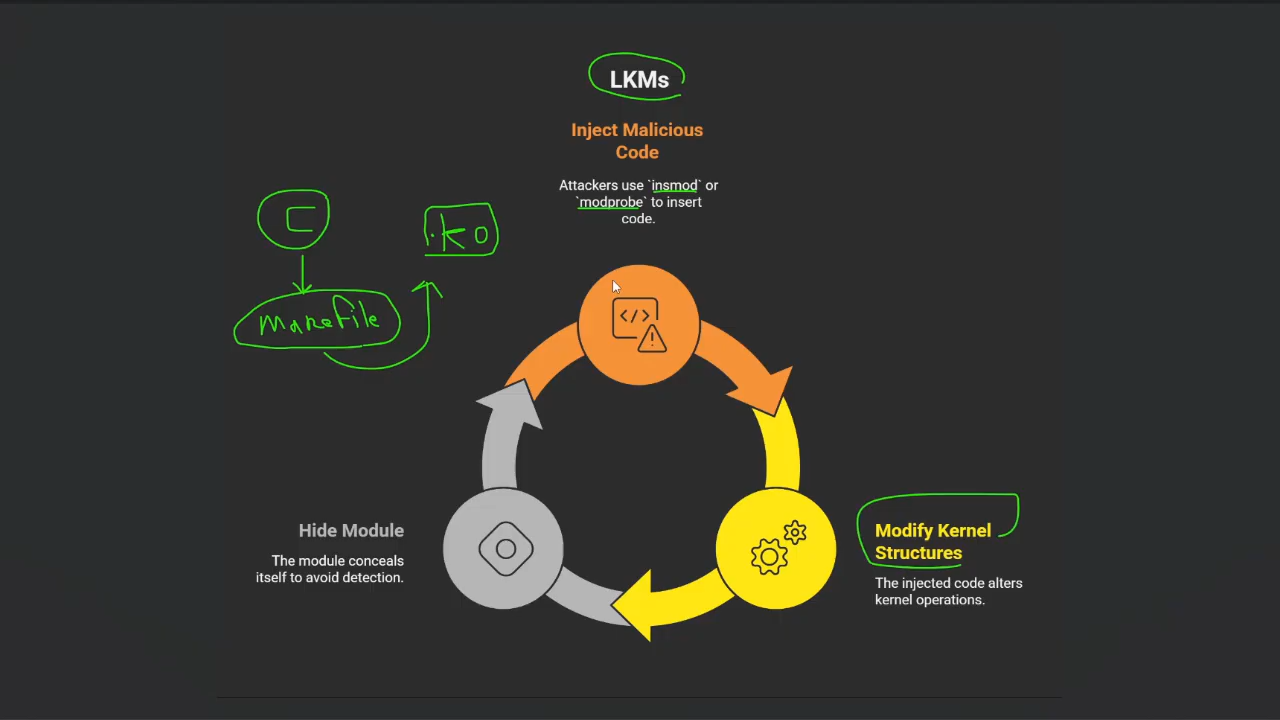 LKMs
Inject Malicious
Code
Attackers use `insmod` or
`modprobe` to insert
code.
C
.ko
Makefile
</>
Hide Module
The module conceals
itself to avoid detection.
Modify Kernel
Structures
The injected code alters
kernel operations.